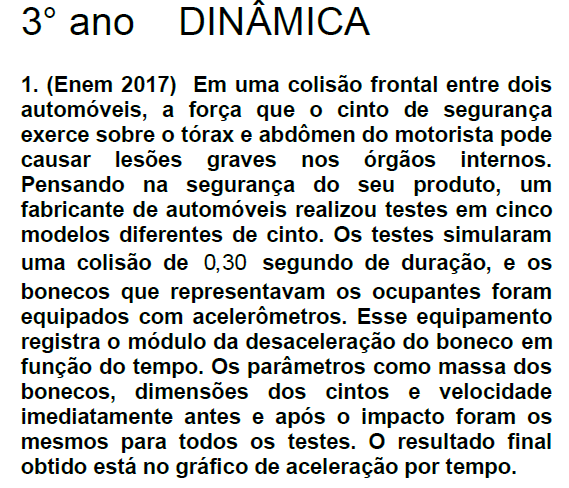 3° ano DINÂMICA
1. (Enem 2017) Em uma colisão frontal entre dois
automóveis, a força que o cinto de segurança
exerce sobre o tórax e abdômen do motorista pode
causar lesões graves nos órgãos internos.
Pensando na segurança do seu produto, um
fabricante de automóveis realizou testes em cinco
modelos diferentes de cinto. Os testes simularam
uma colisão de 0,30 segundo de duração, e os
bonecos que representavam os ocupantes foram
equipados com acelerômetros. Esse equipamento
registra o módulo da desaceleração do boneco em
função do tempo. Os parâmetros como massa dos
bonecos, dimensões dos cintos e velocidade
imediatamente antes e após o impacto foram os
mesmos para todos os testes. O resultado final
obtido está no gráfico de aceleração por tempo.